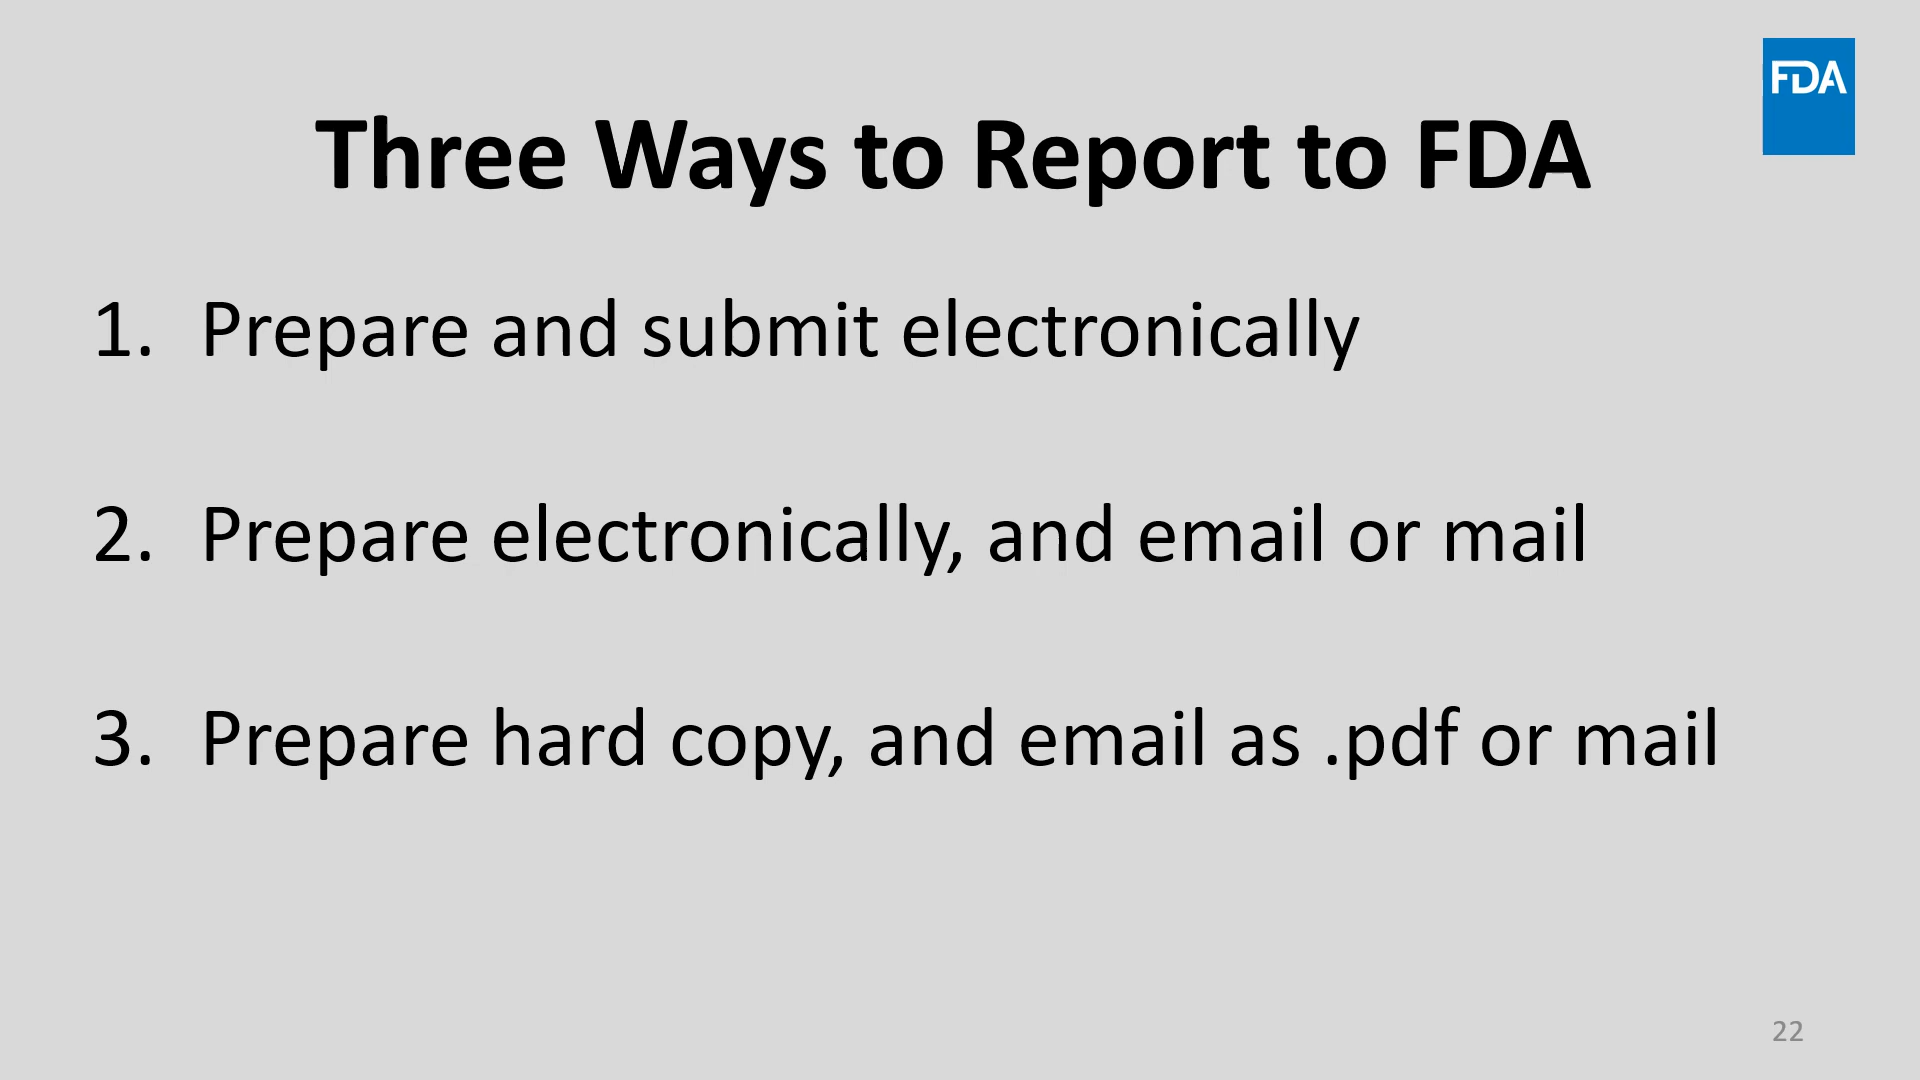 FDA
Three Ways to Report to FDA
1. Prepare and submit electronically
2. Prepare electronically, and email or mail
3. Prepare hard copy, and email as .pdf or mail
22